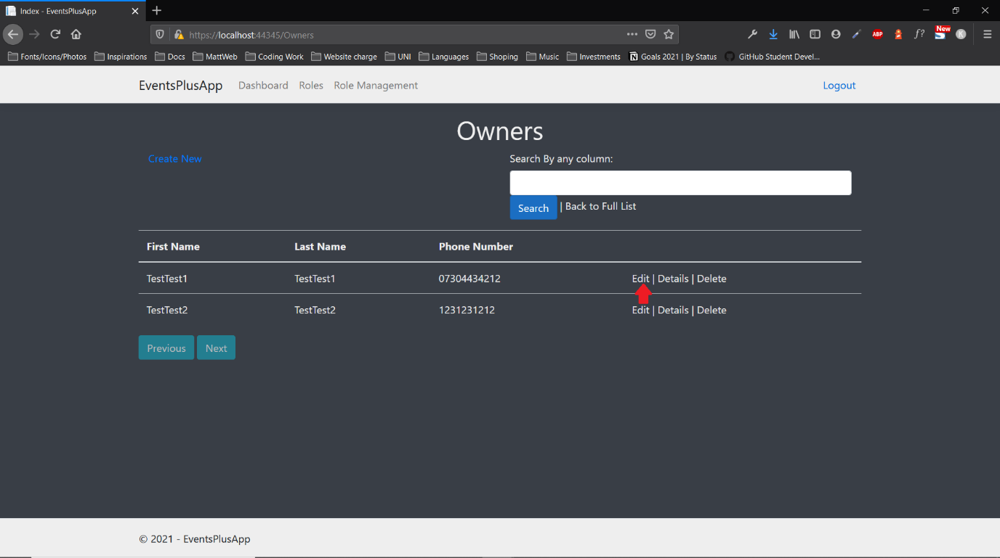 Index - EventsPlusApp
https://localhost:44345/Owners
ABP
f?
New
S
K
Fonts/Icons/Photos Inspirations Docs MattWeb Coding Work Website charge UNI Languages Shoping Music Investments Goals 2021 | By Status GitHub Student Devel...
EventsPlusApp Dashboard Roles Role Management Logout
Owners
Create New
Search By any column:
Search | Back to Full List
First Name Last Name Phone Number
TestTest1 TestTest1 07304434212 Edit | Details | Delete
TestTest2 TestTest2 1231231212 Edit | Details | Delete
Previous Next
© 2021 - EventsPlusApp